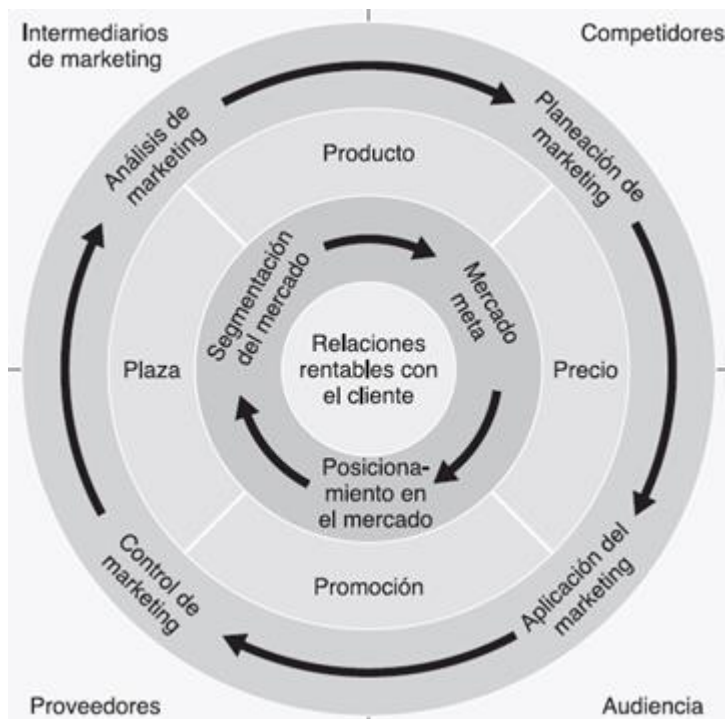 Intermediarios
de marketing
Competidores
Análisis de
marketing
Planeación de
marketing
Producto
Segmentación
del mercado
Mercado
meta
Plaza
Relaciones
rentables con
el cliente
Precio
Posiciona-
miento en
el mercado
Control de
marketing
Aplicación del
marketing
Promoción
Proveedores
Audiencia